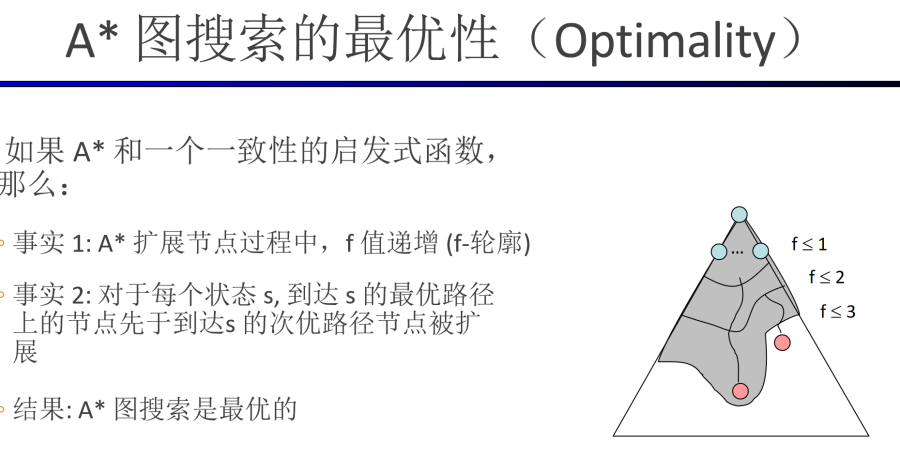 A* 图搜索的最优性（Optimality）
如果 A* 和一个一致性的启发式函数，
那么：
事实 1: A* 扩展节点过程中，f 值递增 (f-轮廓)
事实 2: 对于每个状态 s, 到达 s 的最优路径
上的节点先于到达s 的次优路径节点被扩
展
结果: A* 图搜索是最优的
…
f ≤ 1
f ≤ 2
f ≤ 3